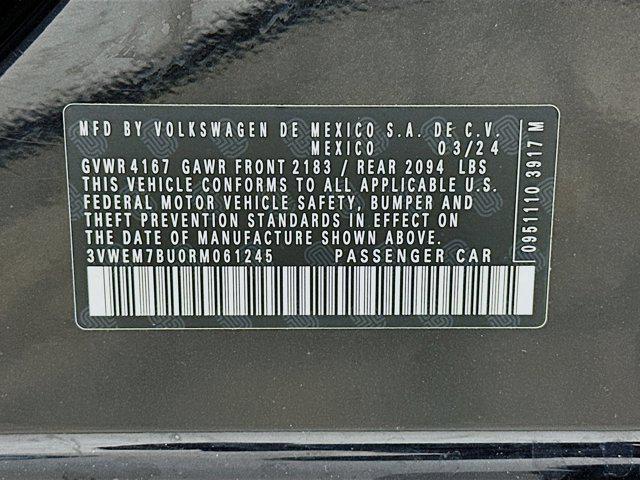 MFD BY VOLKSWAGEN DE MEXICO S.A. DE C.V.
MEXICO 03/24
GVWR 4167 GAWR FRONT 2183 / REAR 2094 LBS
THIS VEHICLE CONFORMS TO ALL APPLICABLE U.S.
FEDERAL MOTOR VEHICLE SAFETY, BUMPER AND
THEFT PREVENTION STANDARDS IN EFFECT ON
THE DATE OF MANUFACTURE SHOWN ABOVE.
3VWEM7BU0RM061245 PASSENGER CAR
0951110 3917 M